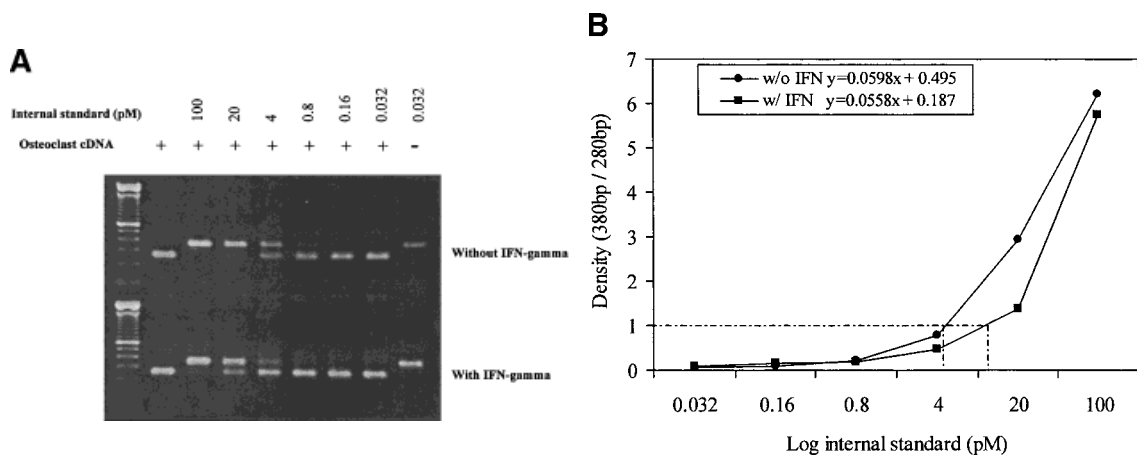 A
Internal standard (pM) 100 20 4 0.8 0.16 0.032 0.032
Osteoclast cDNA + + + + + + + -
Without IFN-gamma
With IFN-gamma
B
Density (380bp / 280bp)
7
6
5
4
3
2
1
0
w/o IFN y=0.0598x + 0.495
w/ IFN y=0.0558x + 0.187
0.032 0.16 0.8 4 20 100
Log internal standard (pM)